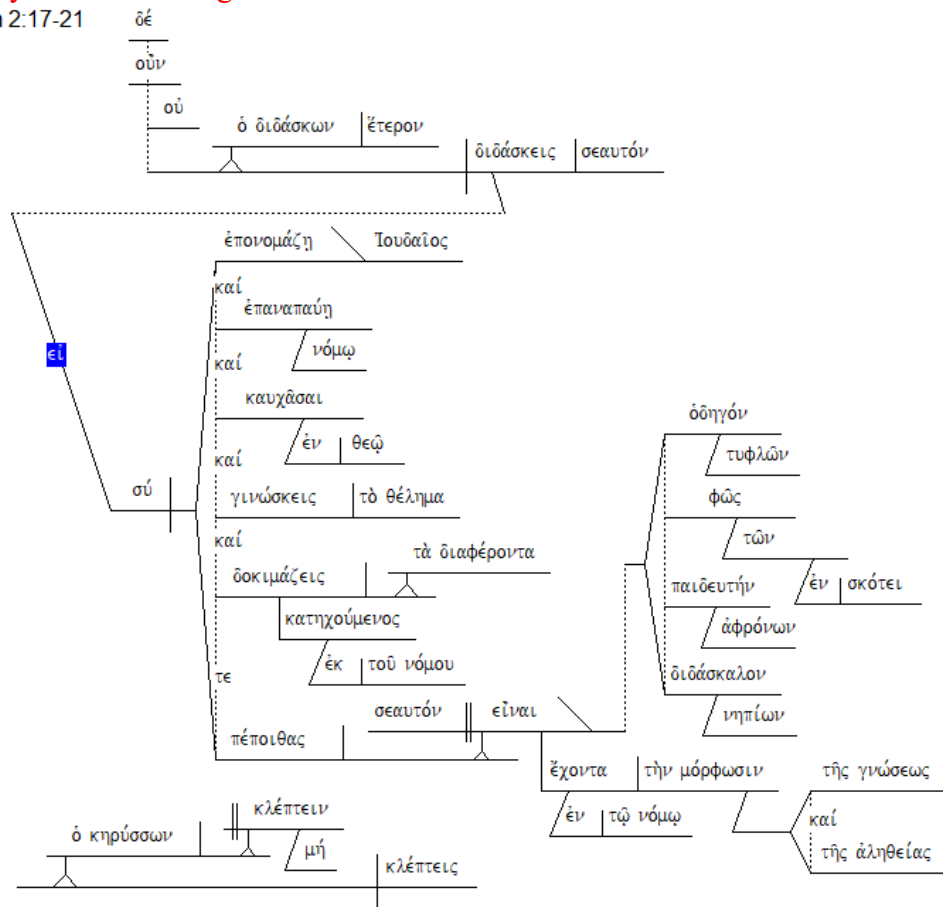 2:17-21
δέ
οὖν
οὐ
ὁ διδάσκων ἕτερον
διδάσκεις σεαυτόν
ἐπονομάζῃ Ἰουδαῖος
καί
ἐπαναπαύῃ
καί νόμῳ
εἰ
καυχᾶσαι
καί ἐν θεῷ
σύ
γινώσκεις τὸ θέλημα
καί
δοκιμάζεις τὰ διαφέροντα
κατηχούμενος
ἐκ τοῦ νόμου
τε
πέποιθας σεαυτόν εἶναι
ὁδηγόν
τυφλῶν
φῶς
τῶν
ἐν σκότει
παιδευτήν
ἀφρόνων
διδάσκαλον
νηπίων
ἔχοντα τὴν μόρφωσιν τῆς γνώσεως
ἐν τῷ νόμῳ καί
τῆς ἀληθείας
ὁ κηρύσσων κλέπτειν
μή
κλέπτεις